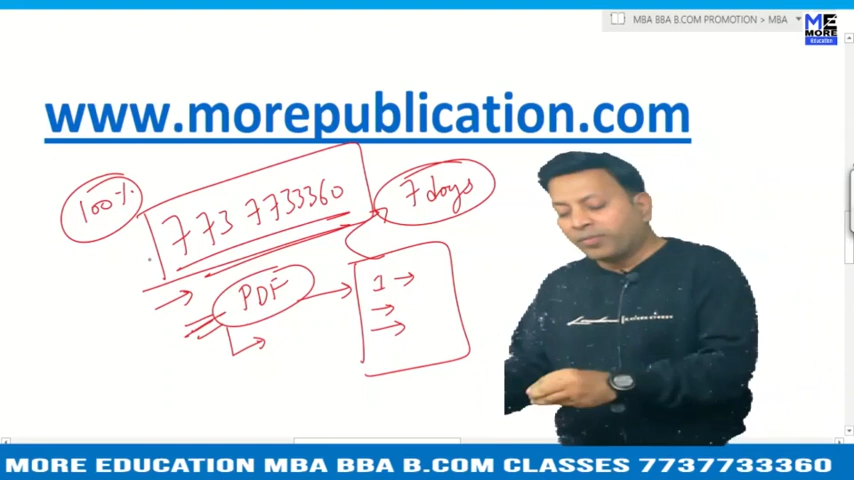 MBA BBA B.COM PROMOTION > MBA
ME
MORE
Education
www.morepublication.com
100%
773 7733360
7 days
PDF
1 →
MORE EDUCATION MBA BBA B.COM CLASSES 7737733360